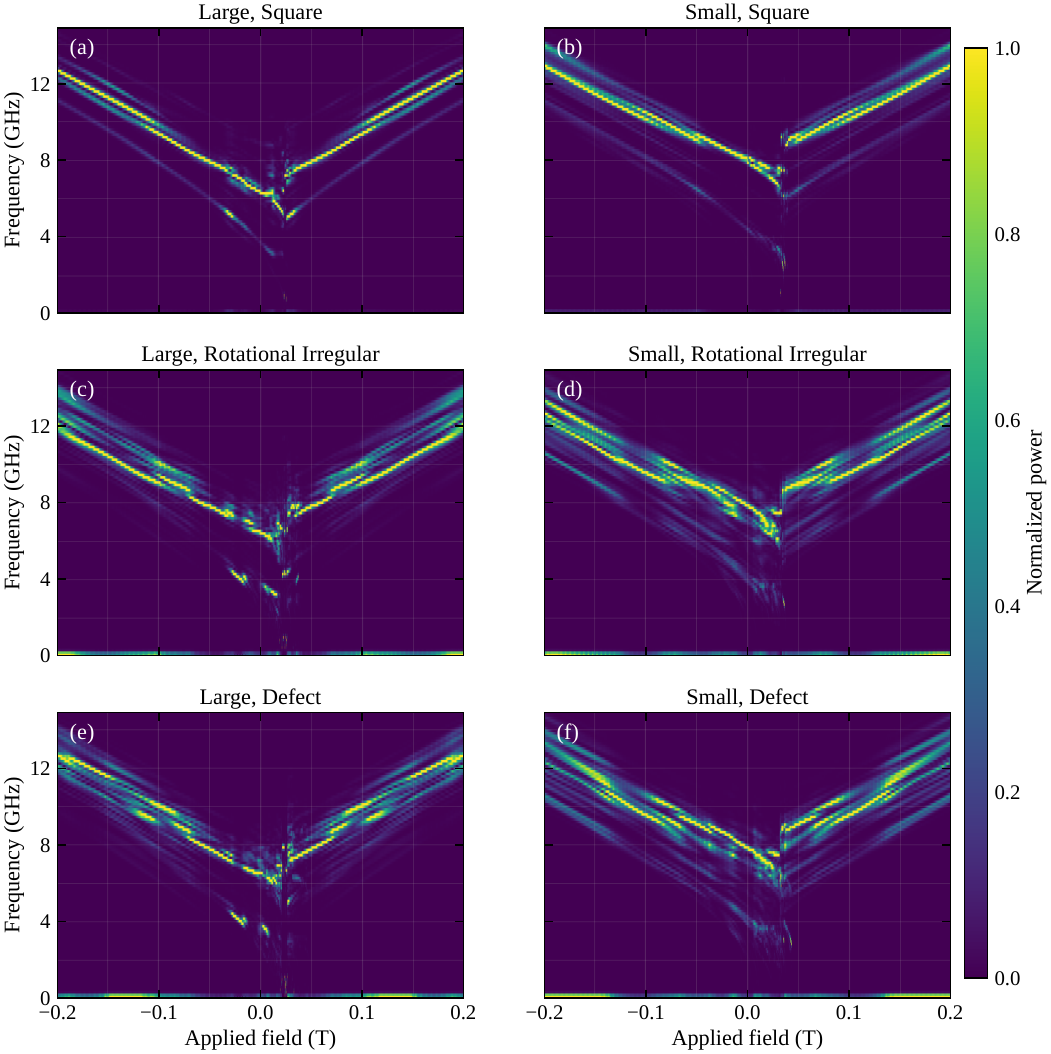 Large, Square
Small, Square
(a)
(b)
12
8
4
0
Frequency (GHz)
Large, Rotational Irregular
Small, Rotational Irregular
(c)
(d)
12
8
4
0
Frequency (GHz)
Large, Defect
Small, Defect
(e)
(f)
12
8
4
0
Frequency (GHz)
−0.2
−0.1
0.0
0.1
0.2
Applied field (T)
−0.2
−0.1
0.0
0.1
0.2
Applied field (T)
1.0
0.8
0.6
0.4
0.2
0.0
Normalized power